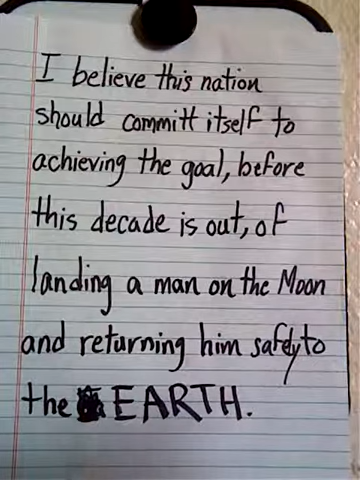 I believe this nation
should committ itself to
achieving the goal, before
this decade is out, of
landing a man on the Moon
and returning him safely to
the EARTH.